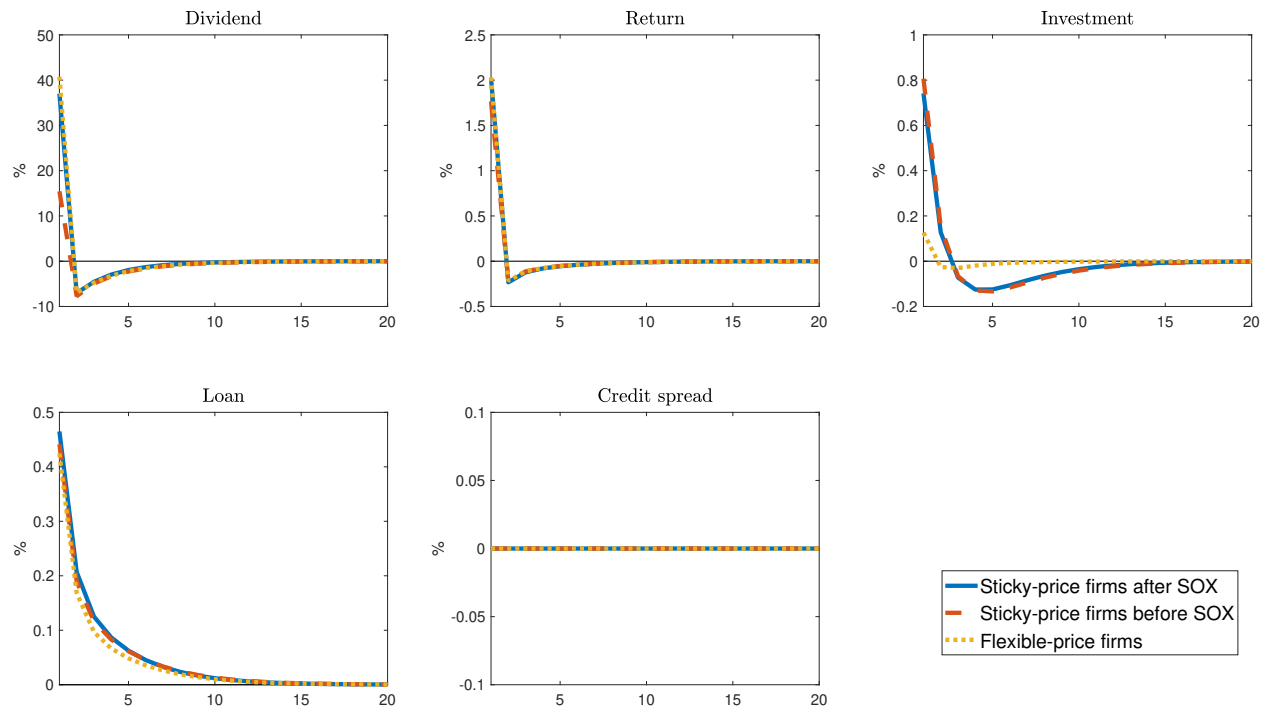 Dividend
50
40
30
20
10
0
-10
%
5 10 15 20
Return
2.5
2
1.5
1
0.5
0
-0.5
%
5 10 15 20
Investment
1
0.8
0.6
0.4
0.2
0
-0.2
%
5 10 15 20
Loan
0.5
0.4
0.3
0.2
0.1
0
%
5 10 15 20
Credit spread
0.1
0.05
0
-0.05
-0.1
%
5 10 15 20
Sticky-price firms after SOX
Sticky-price firms before SOX
Flexible-price firms